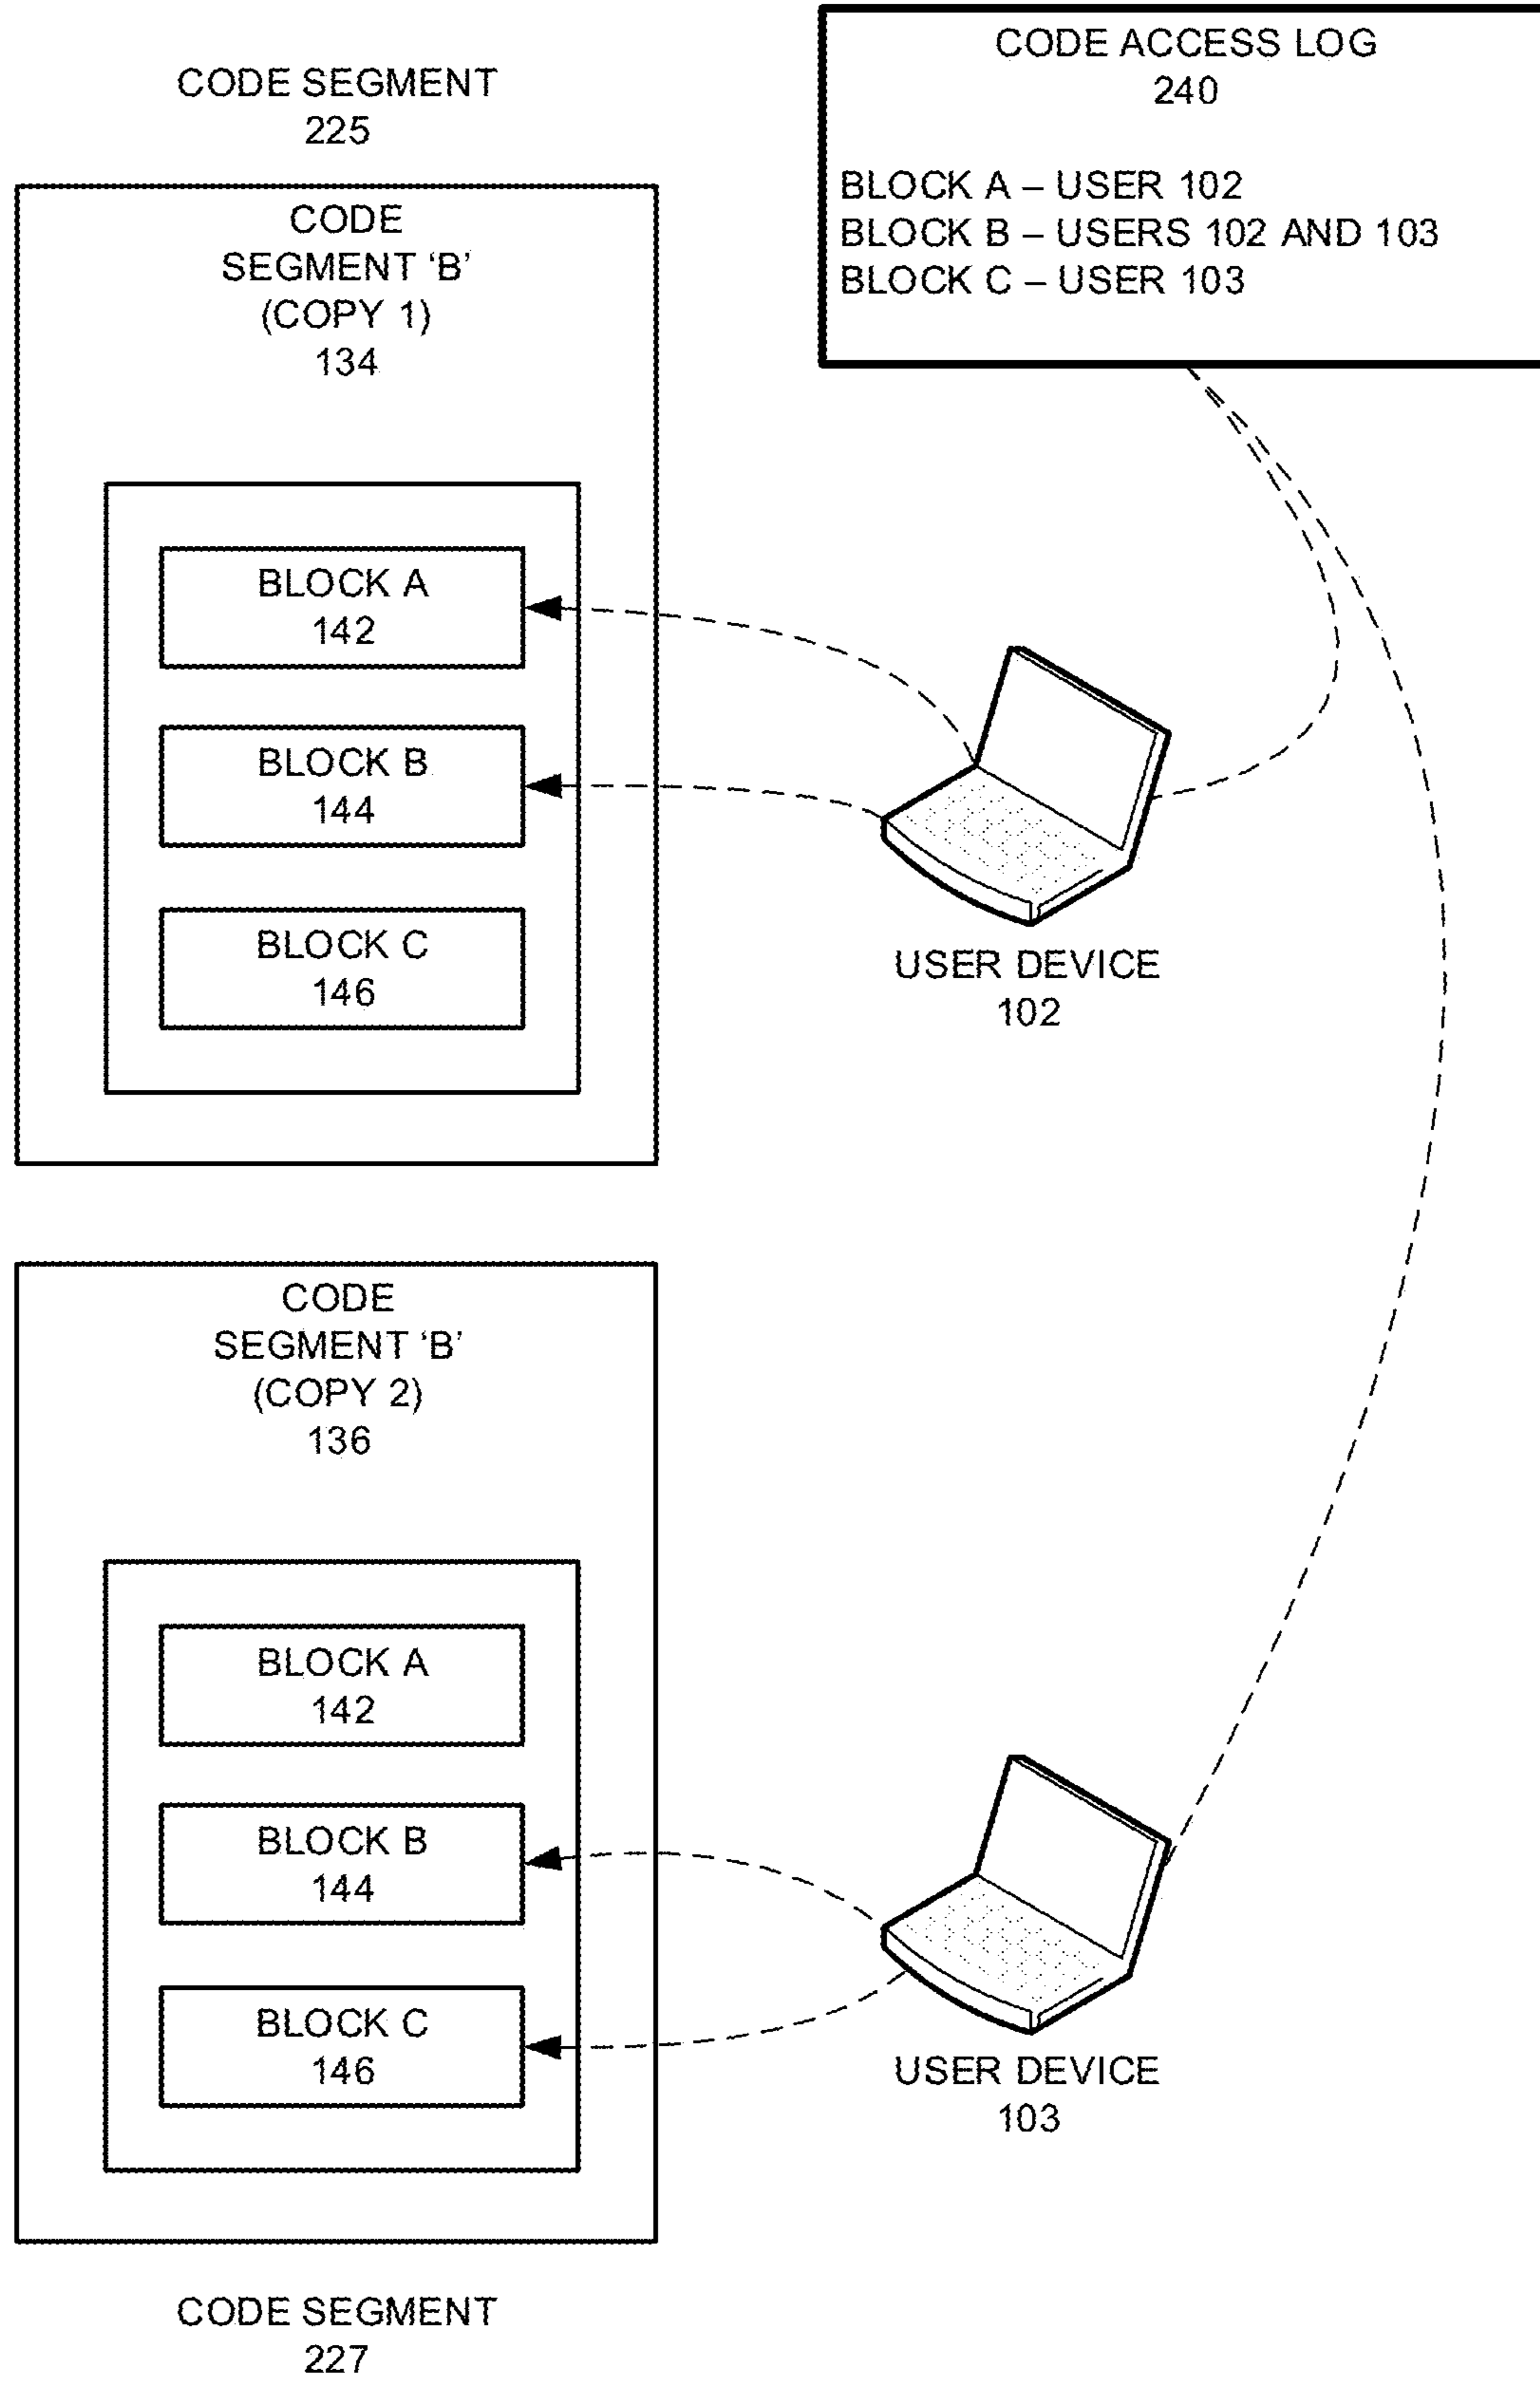 CODE SEGMENT
225
CODE
SEGMENT ‘B’
(COPY 1)
134
BLOCK A
142
BLOCK B
144
BLOCK C
146
CODE ACCESS LOG
240
BLOCK A – USER 102
BLOCK B – USERS 102 AND 103
BLOCK C – USER 103
USER DEVICE
102
CODE
SEGMENT ‘B’
(COPY 2)
136
BLOCK A
142
BLOCK B
144
BLOCK C
146
USER DEVICE
103
CODE SEGMENT
227